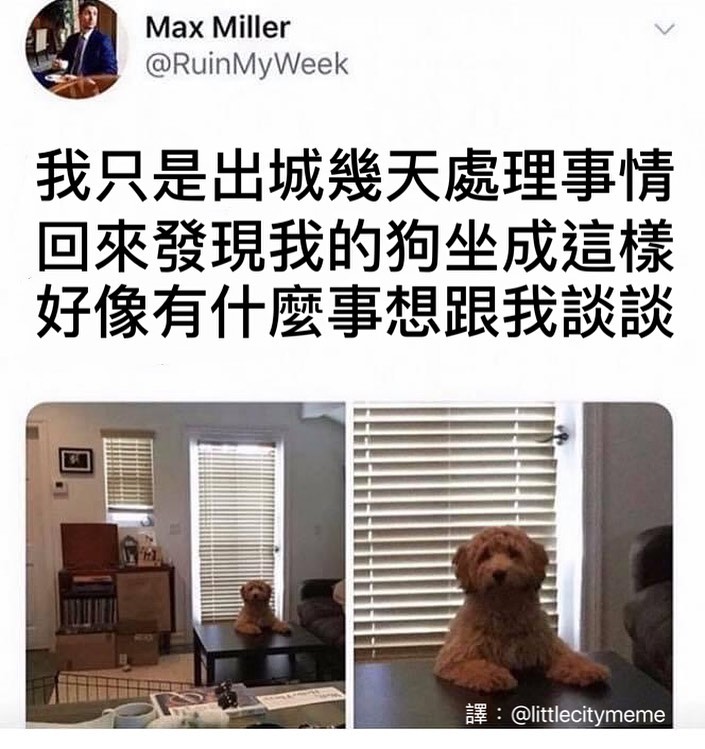 Max Miller
@RuinMyWeek
我只是出城幾天處理事情
回來發現我的狗坐成這樣
好像有什麼事想跟我談談
譯：@littlecitymeme